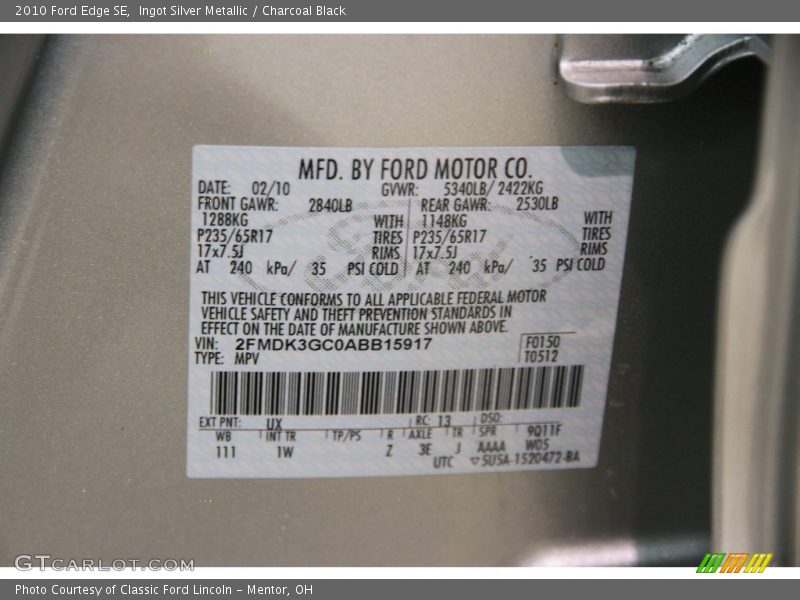 2010 Ford Edge SE, Ingot Silver Metallic / Charcoal Black
MFD. BY FORD MOTOR CO.
DATE: 02/10 GVWR: 5340LB/ 2422KG
FRONT GAWR: 2840LB REAR GAWR: 2530LB
1288KG WITH 1148KG WITH
P235/65R17 TIRES P235/65R17 TIRES
17x7.5J RIMS 17x7.5J RIMS
AT 240 kPa/ 35 PSI COLD AT 240 kPa/ 35 PSI COLD
THIS VEHICLE CONFORMS TO ALL APPLICABLE FEDERAL MOTOR
VEHICLE SAFETY AND THEFT PREVENTION STANDARDS IN
EFFECT ON THE DATE OF MANUFACTURE SHOWN ABOVE.
VIN: 2FMDK3GC0ABB15917 F0150
TYPE: MPV T0512
EXT PNT: UX RC: 13 DSO:
WB INT TR TP/PS R AXLE TR SPR 9Q11F
111 1W Z 3E J AAAA W05
UTC ▽5U5A-1520472-BA
GTCARLOT.COM
Photo Courtesy of Classic Ford Lincoln - Mentor, OH